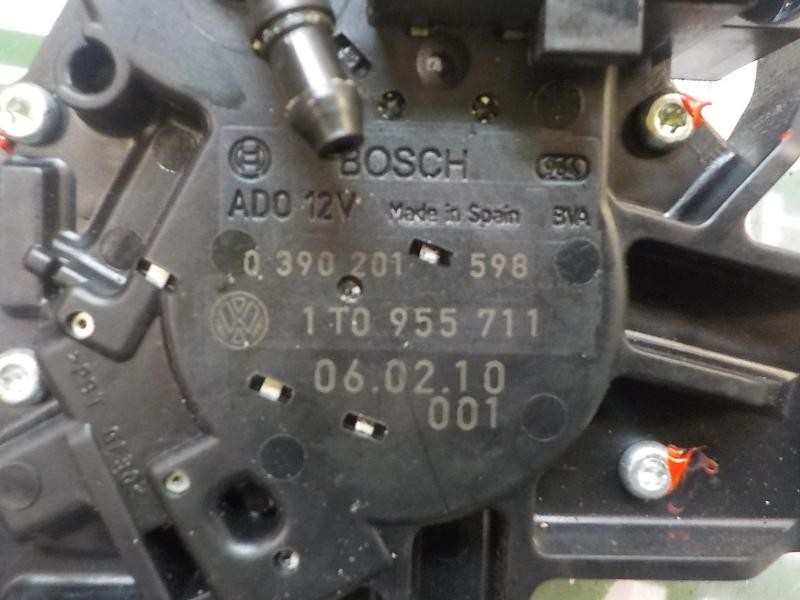 BOSCH
ADO 12V Made in Spain BVA
0 390 201 598
1T0 955 711
06.02.10
001